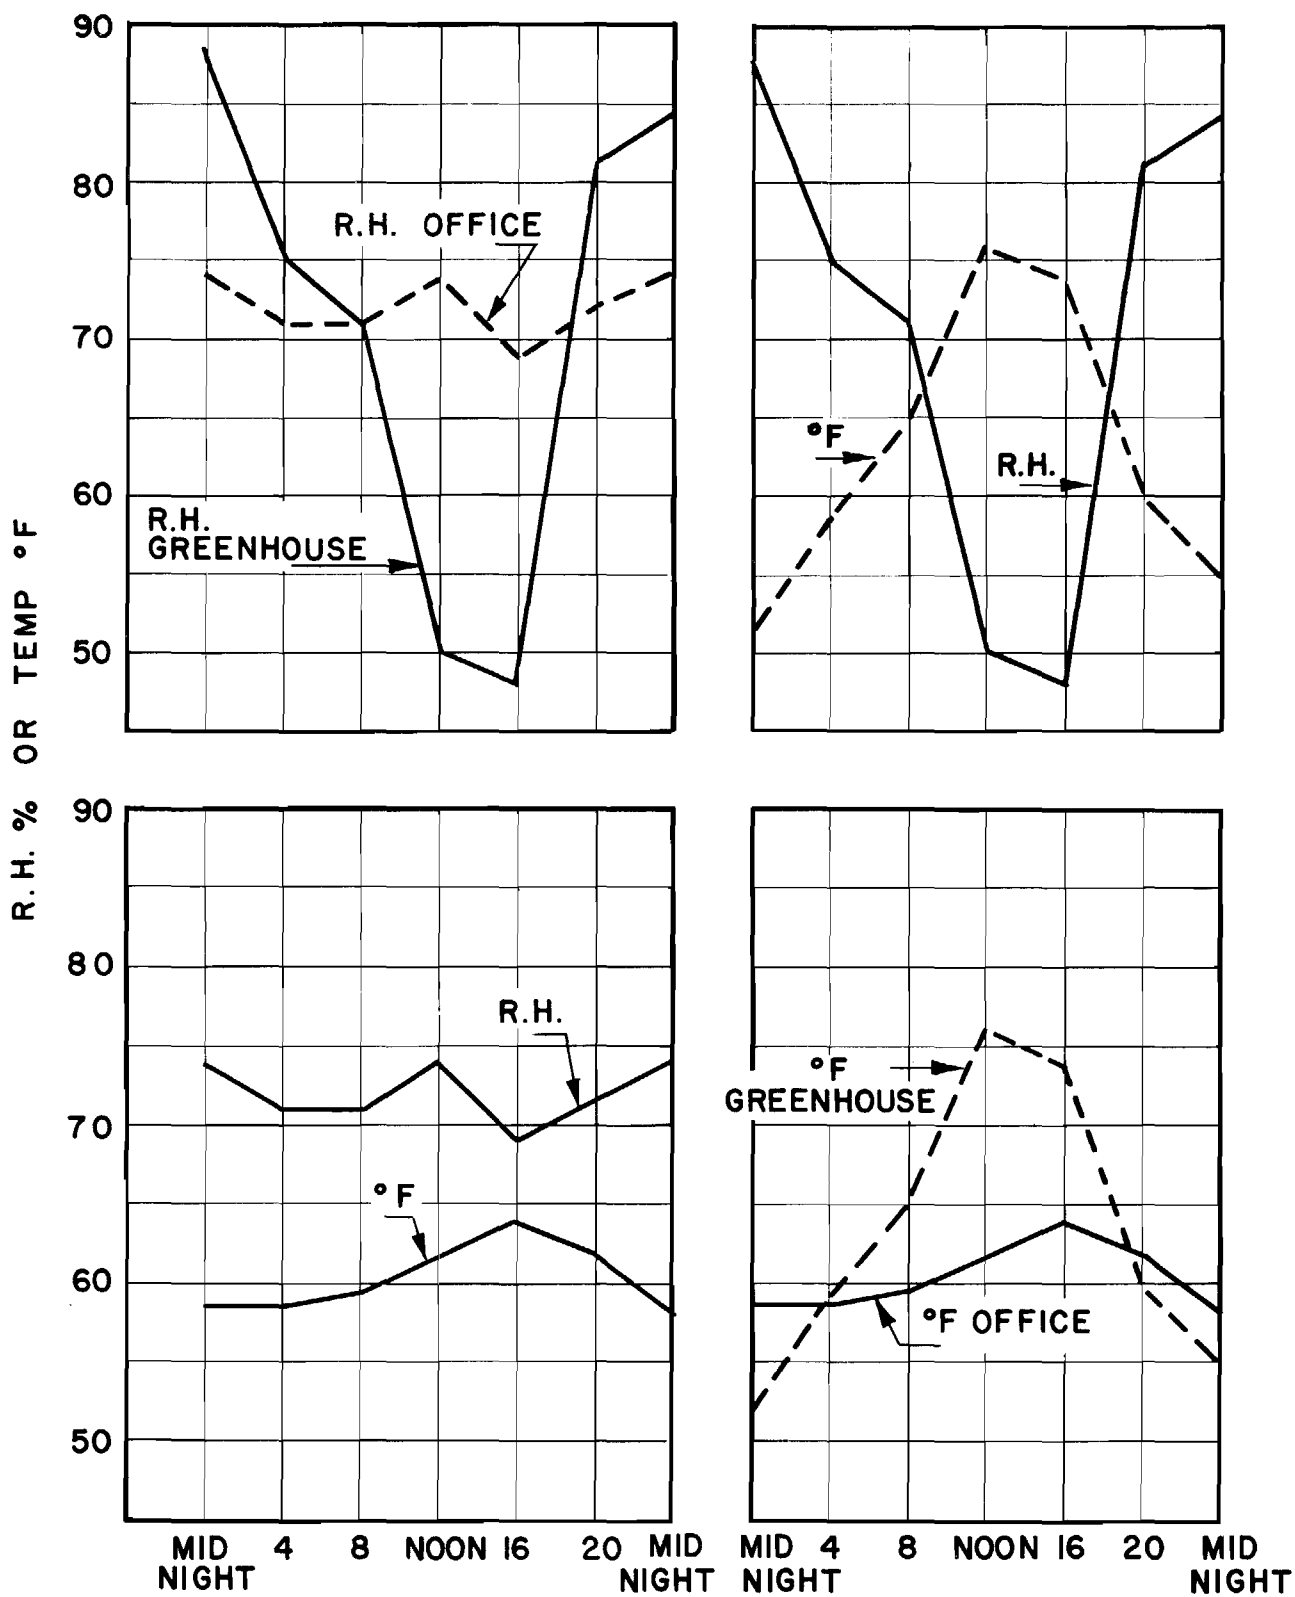 R.H. % OR TEMP °F
90
80
70
60
50
R.H. OFFICE
R.H.
GREENHOUSE
°F
R.H.
90
80
70
60
50
R.H.
°F
°F
GREENHOUSE
°F OFFICE
MID NIGHT 4 8 NOON 16 20 MID NIGHT
MID NIGHT 4 8 NOON 16 20 MID NIGHT